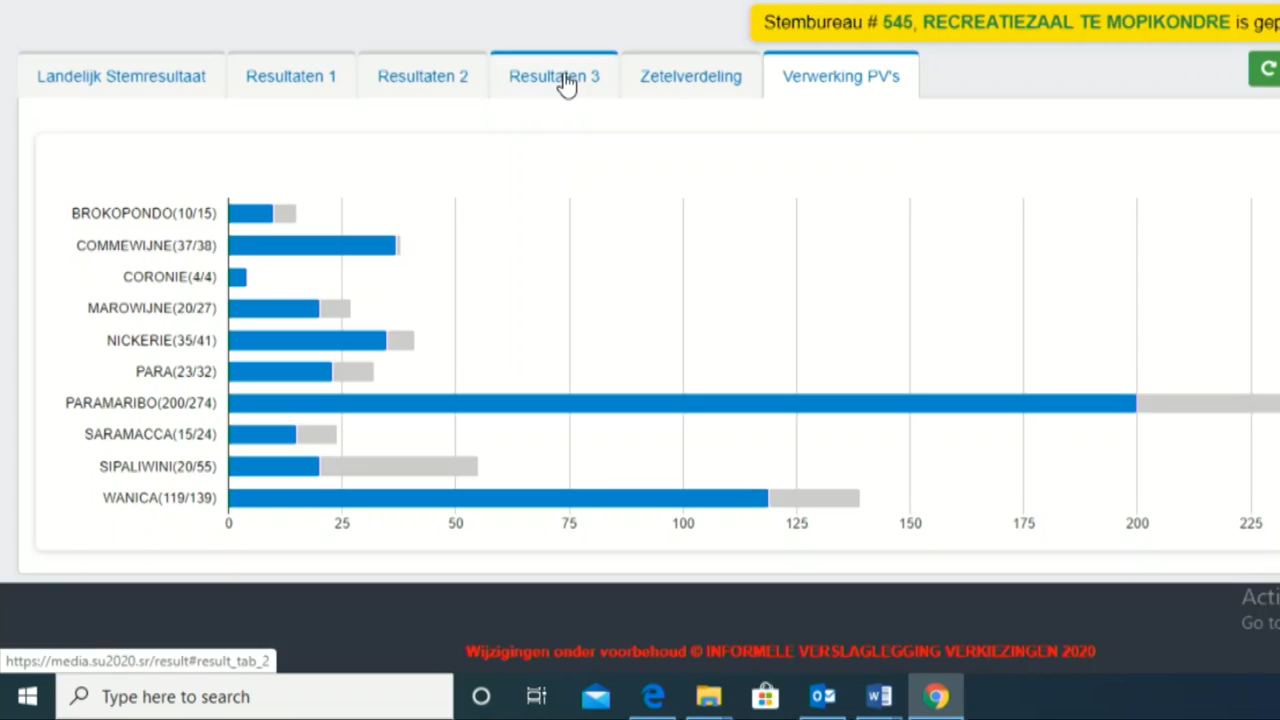 Stembureau # 545, RECREATIEZAAL TE MOPIKONDRE is gep
Landelijk Stemresultaat Resultaten 1 Resultaten 2 Resultaten 3 Zetelverdeling Verwerking PV's
BROKOPONDO(10/15)
COMMEWIJNE(37/38)
CORONIE(4/4)
MAROWIJNE(20/27)
NICKERIE(35/41)
PARA(23/32)
PARAMARIBO(200/274)
SARAMACCA(15/24)
SIPALIWINI(20/55)
WANICA(119/139)
0 25 50 75 100 125 150 175 200 225
Acti
Go to
Wijzigingen onder voorbehoud © INFORMELE VERSLAGLEGGING VERKIEZINGEN 2020
https://media.su2020.sr/result#result_tab_2
Type here to search